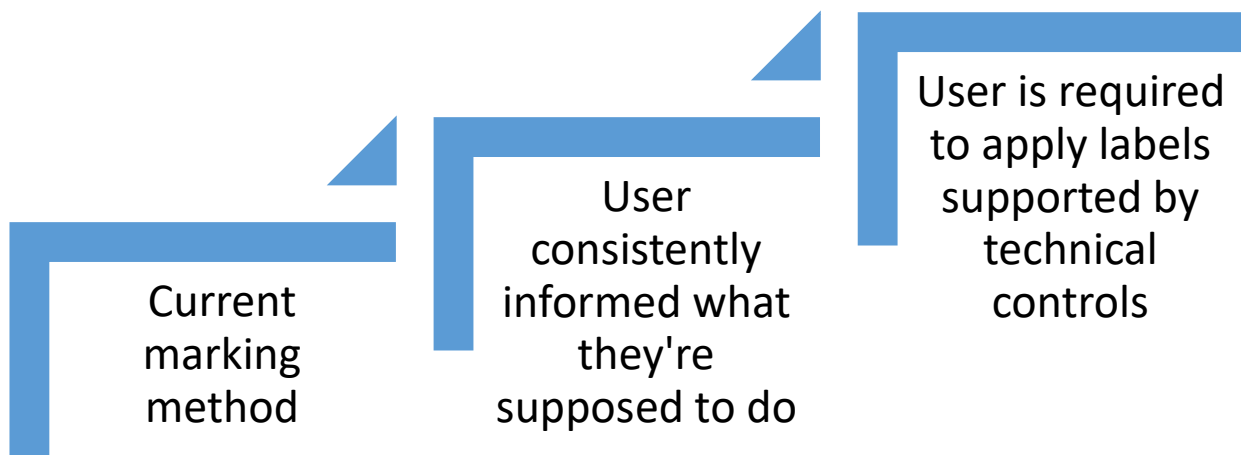 Current
marking
method
User
consistently
informed what
they're
supposed to do
User is required
to apply labels
supported by
technical
controls